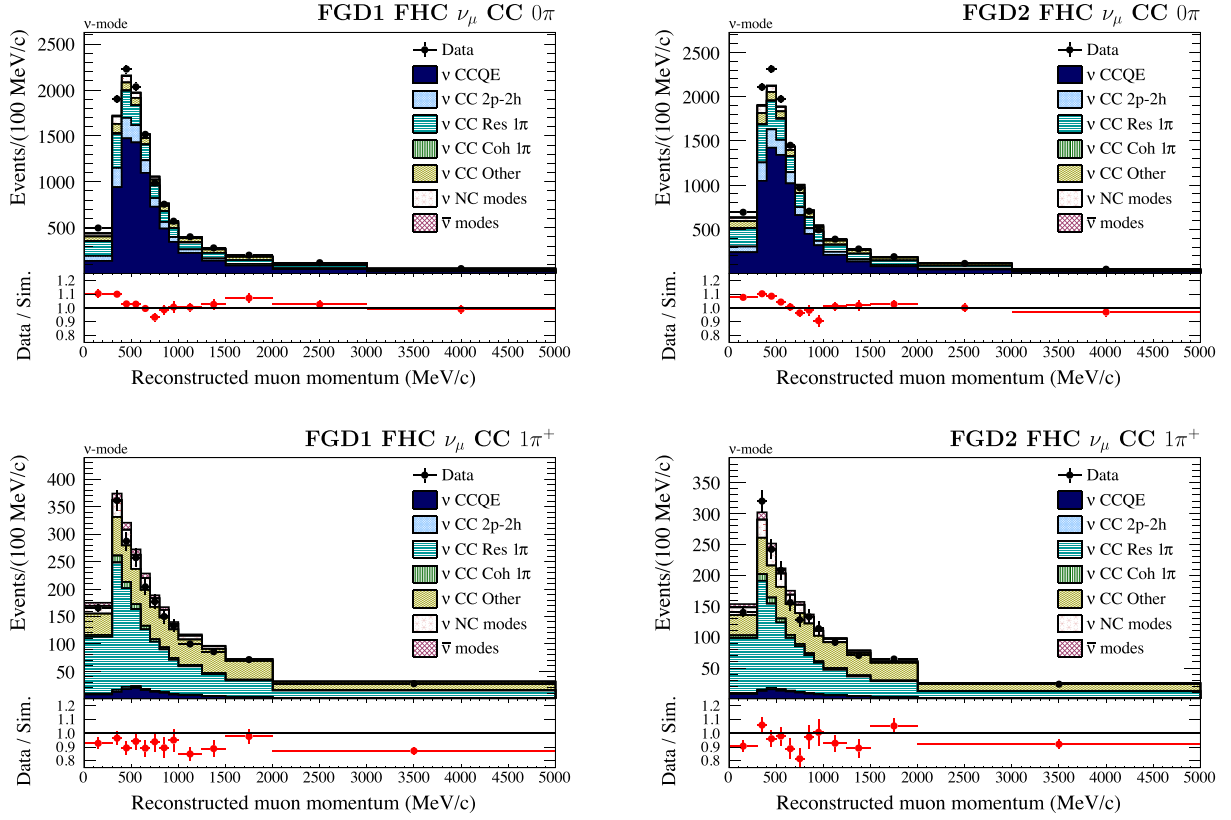 FGD1 FHC νμ CC 0π
ν-mode
Events/(100 MeV/c)
2500
2000
1500
1000
500
Data
ν CCQE
ν CC 2p-2h
ν CC Res 1π
ν CC Coh 1π
ν CC Other
ν NC modes
ν̅ modes
Data / Sim.
1.2
1.1
1.0
0.9
0.8
0 500 1000 1500 2000 2500 3000 3500 4000 4500 5000
Reconstructed muon momentum (MeV/c)
FGD2 FHC νμ CC 0π
ν-mode
Events/(100 MeV/c)
2500
2000
1500
1000
500
Data
ν CCQE
ν CC 2p-2h
ν CC Res 1π
ν CC Coh 1π
ν CC Other
ν NC modes
ν̅ modes
Data / Sim.
1.2
1.1
1.0
0.9
0.8
0 500 1000 1500 2000 2500 3000 3500 4000 4500 5000
Reconstructed muon momentum (MeV/c)
FGD1 FHC νμ CC 1π⁺
ν-mode
Events/(100 MeV/c)
400
350
300
250
200
150
100
50
Data
ν CCQE
ν CC 2p-2h
ν CC Res 1π
ν CC Coh 1π
ν CC Other
ν NC modes
ν̅ modes
Data / Sim.
1.2
1.1
1.0
0.9
0.8
0 500 1000 1500 2000 2500 3000 3500 4000 4500 5000
Reconstructed muon momentum (MeV/c)
FGD2 FHC νμ CC 1π⁺
ν-mode
Events/(100 MeV/c)
350
300
250
200
150
100
50
Data
ν CCQE
ν CC 2p-2h
ν CC Res 1π
ν CC Coh 1π
ν CC Other
ν NC modes
ν̅ modes
Data / Sim.
1.2
1.1
1.0
0.9
0.8
0 500 1000 1500 2000 2500 3000 3500 4000 4500 5000
Reconstructed muon momentum (MeV/c)